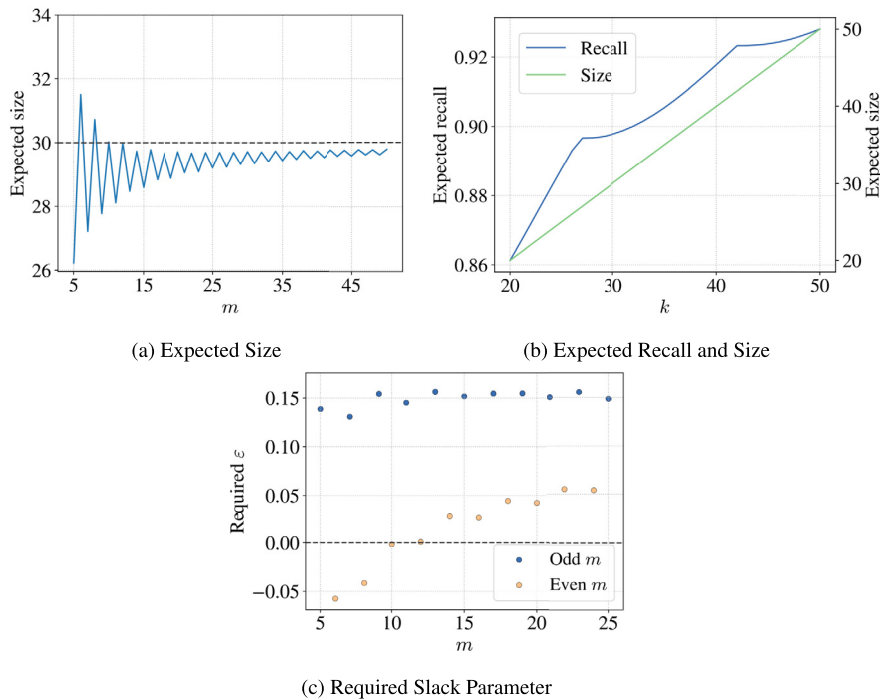 34
32
30
28
26
Expected size
5
15
25
35
45
m
(a) Expected Size
0.92
0.90
0.88
0.86
Expected recall
Recall
Size
50
40
30
20
Expected size
20
30
40
50
k
(b) Expected Recall and Size
0.15
0.10
0.05
0.00
−0.05
Required ε
Odd m
Even m
5
10
15
20
25
m
(c) Required Slack Parameter